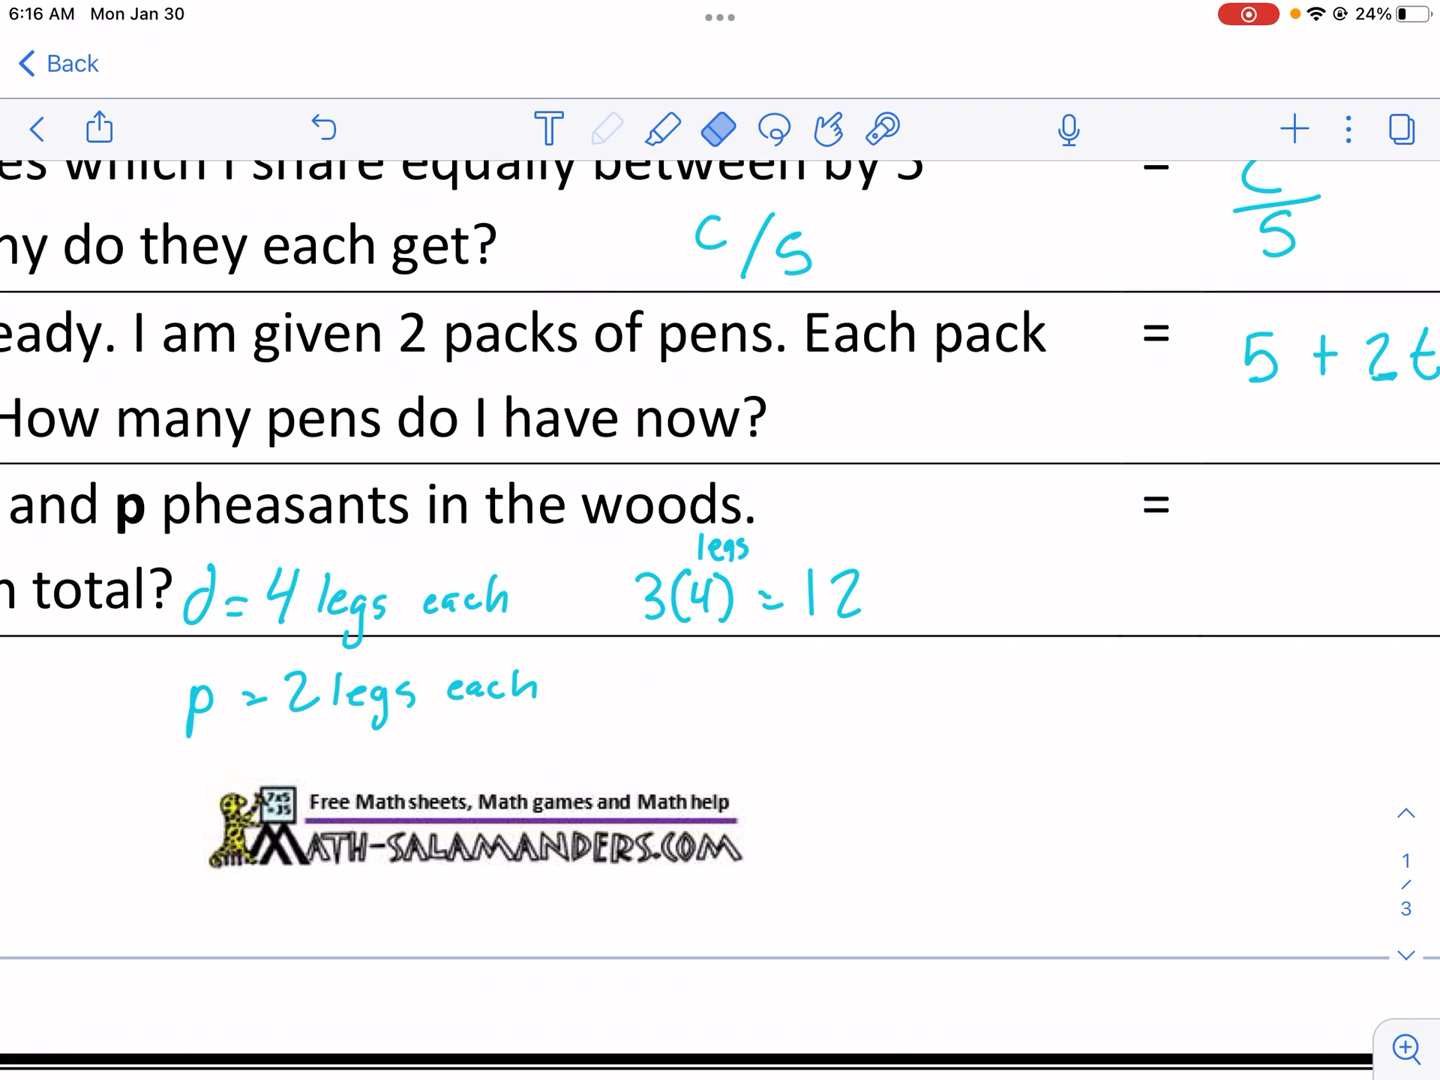 6:16 AM Mon Jan 30
24%
Back
es which I share equally between by 5
=
c
5
ny do they each get?
c/5
eady. I am given 2 packs of pens. Each pack
=
5 + 2t
How many pens do I have now?
and p pheasants in the woods.
=
legs
n total?
d = 4 legs each
3(4) = 12
p = 2 legs each
7x5
=35
Free Math sheets, Math games and Math help
MATH-SALAMANDERS.COM
1
/
3